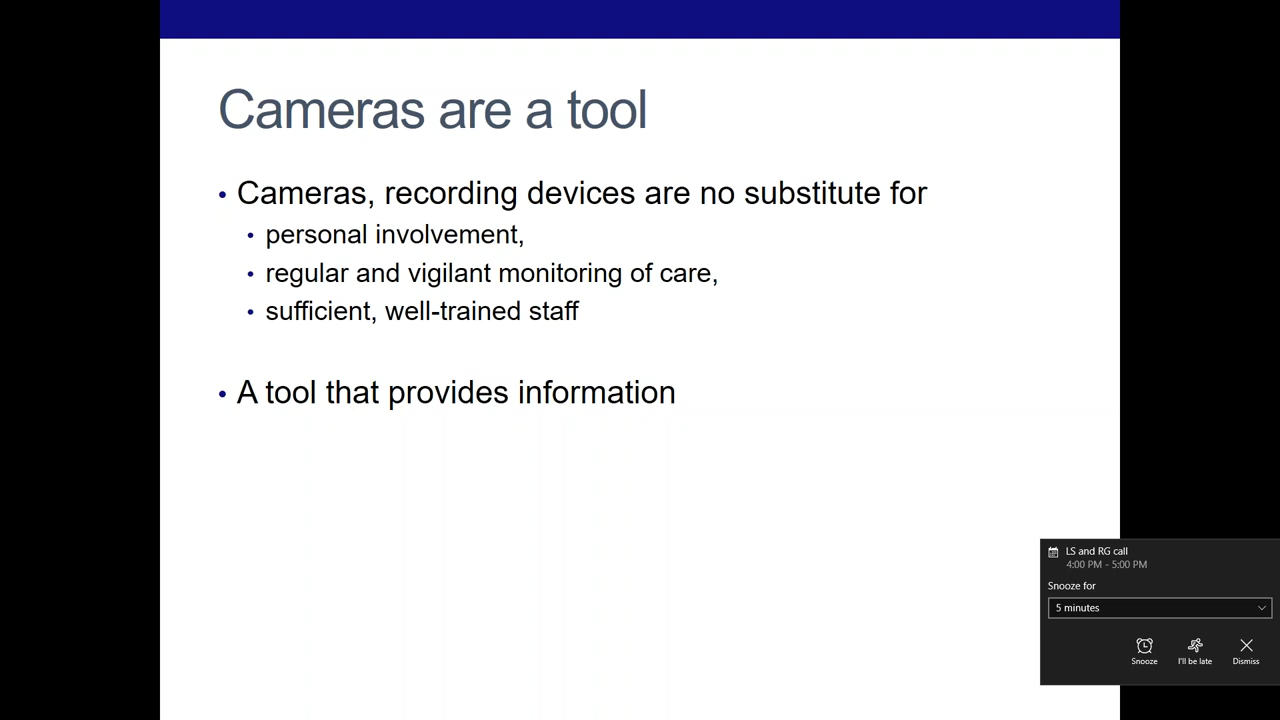 Cameras are a tool
• Cameras, recording devices are no substitute for
• personal involvement,
• regular and vigilant monitoring of care,
• sufficient, well-trained staff
• A tool that provides information
LS and RG call
4:00 PM - 5:00 PM
Snooze for
5 minutes
Snooze I'll be late Dismiss